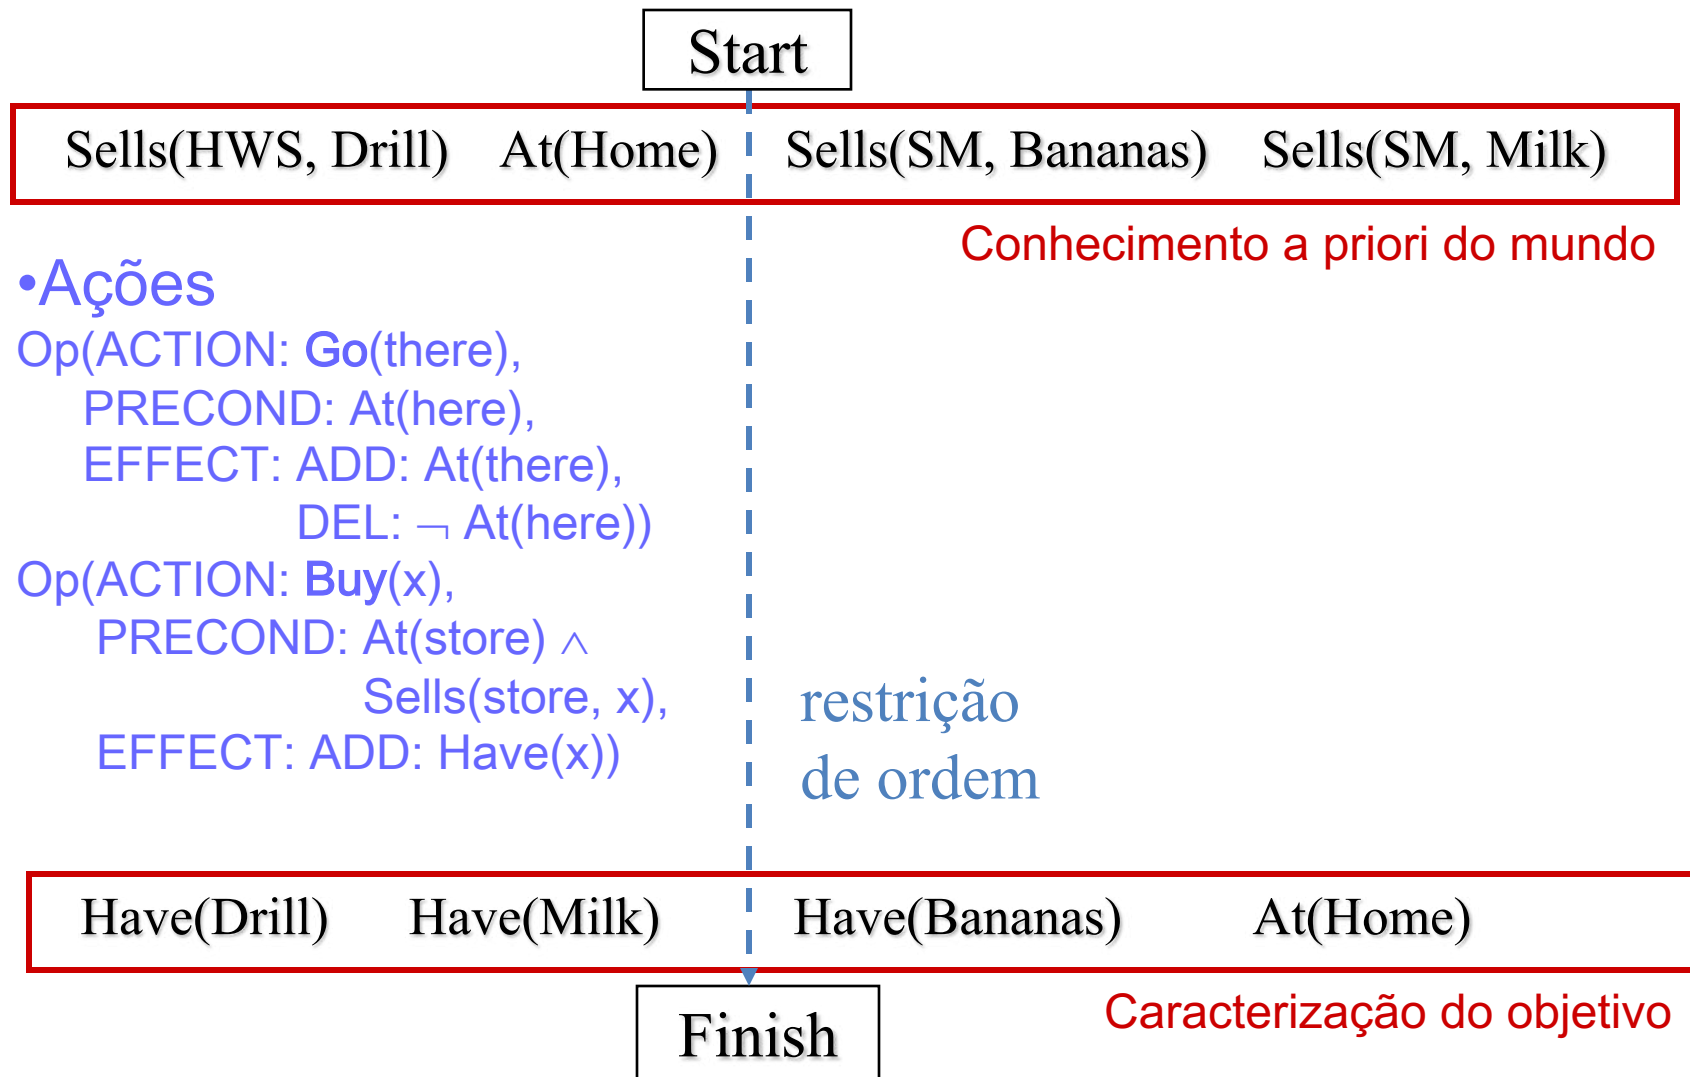 Start
Sells(HWS, Drill) At(Home) Sells(SM, Bananas) Sells(SM, Milk)
Conhecimento a priori do mundo
•Ações
Op(ACTION: Go(there),
PRECOND: At(here),
EFFECT: ADD: At(there),
DEL: ¬ At(here))
Op(ACTION: Buy(x),
PRECOND: At(store) ∧
Sells(store, x),
EFFECT: ADD: Have(x))
restrição
de ordem
Have(Drill) Have(Milk) Have(Bananas) At(Home)
Caracterização do objetivo
Finish